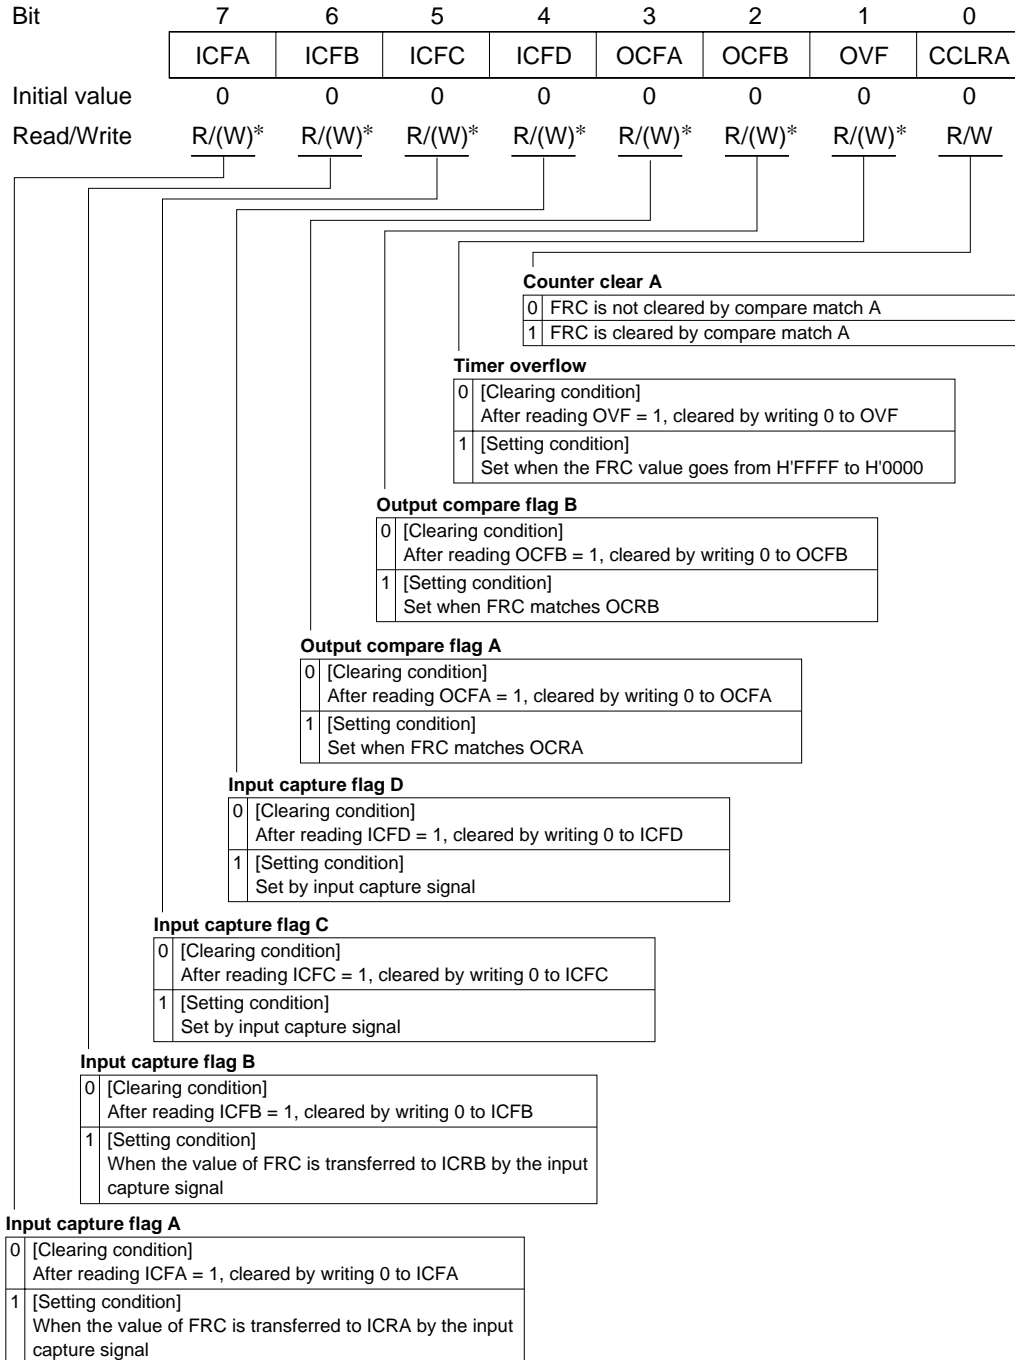 Bit 7 6 5 4 3 2 1 0
ICFA ICFB ICFC ICFD OCFA OCFB OVF CCLRA
Initial value 0 0 0 0 0 0 0 0
Read/Write R/(W)* R/(W)* R/(W)* R/(W)* R/(W)* R/(W)* R/(W)* R/W
Counter clear A
0 FRC is not cleared by compare match A
1 FRC is cleared by compare match A
Timer overflow
0 [Clearing condition]
After reading OVF = 1, cleared by writing 0 to OVF
1 [Setting condition]
Set when the FRC value goes from H'FFFF to H'0000
Output compare flag B
0 [Clearing condition]
After reading OCFB = 1, cleared by writing 0 to OCFB
1 [Setting condition]
Set when FRC matches OCRB
Output compare flag A
0 [Clearing condition]
After reading OCFA = 1, cleared by writing 0 to OCFA
1 [Setting condition]
Set when FRC matches OCRA
Input capture flag D
0 [Clearing condition]
After reading ICFD = 1, cleared by writing 0 to ICFD
1 [Setting condition]
Set by input capture signal
Input capture flag C
0 [Clearing condition]
After reading ICFC = 1, cleared by writing 0 to ICFC
1 [Setting condition]
Set by input capture signal
Input capture flag B
0 [Clearing condition]
After reading ICFB = 1, cleared by writing 0 to ICFB
1 [Setting condition]
When the value of FRC is transferred to ICRB by the input
capture signal
Input capture flag A
0 [Clearing condition]
After reading ICFA = 1, cleared by writing 0 to ICFA
1 [Setting condition]
When the value of FRC is transferred to ICRA by the input
capture signal